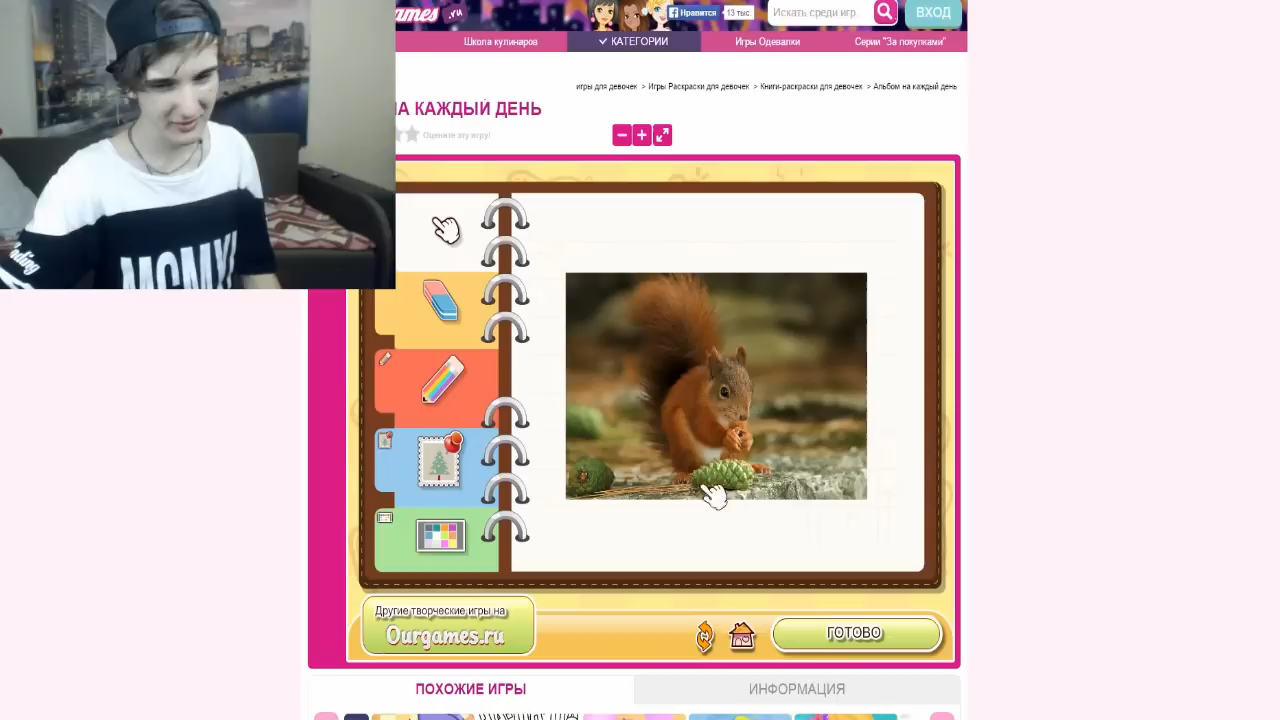 games .ru
Нравится 13 тыс.
Искать среди игр.
ВХОД
Школа кулинаров
КАТЕГОРИИ
Игры Одевалки
Серии "За покупками"
игры для девочек > Игры Раскраски для девочек > Книги-раскраски для девочек > Альбом на каждый день
НА КАЖДЫЙ ДЕНЬ
Оцените эту игру!
Другие творческие игры на
Ourgames.ru
ГОТОВО
ПОХОЖИЕ ИГРЫ
ИНФОРМАЦИЯ